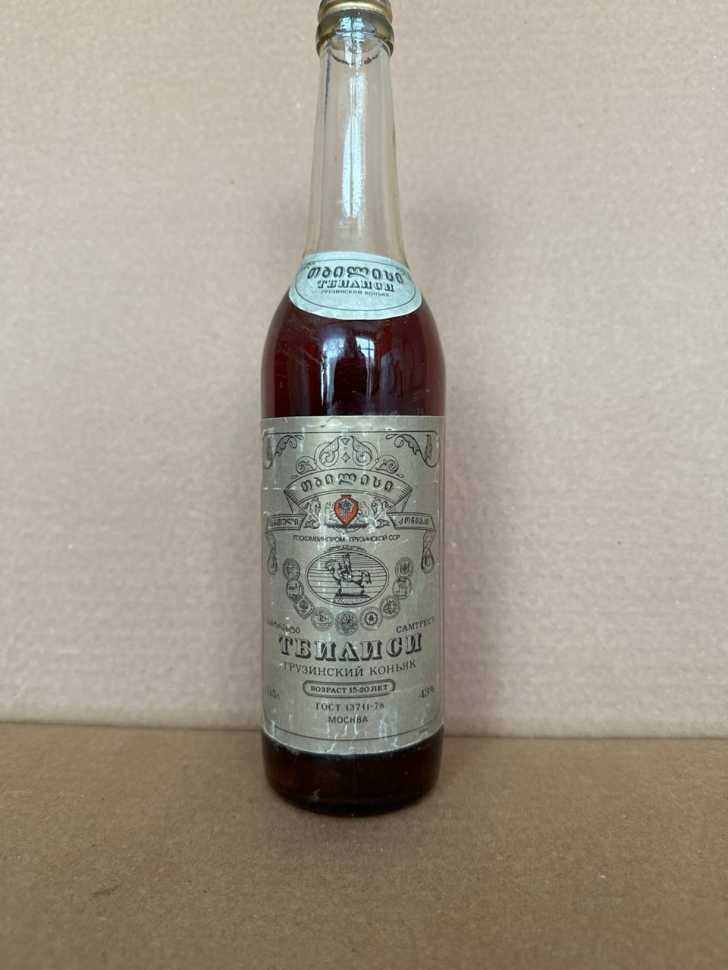 თბილისი
ТБИЛИСИ
ГРУЗИНСКИЙ КОНЬЯК
თბილისი
ГОСКОМВИНПРОМ ГРУЗИНСКОЙ ССР
САМТРЕСТ
ТБИЛИСИ
ГРУЗИНСКИЙ КОНЬЯК
ВОЗРАСТ 15-20 ЛЕТ
43%
ГОСТ 13741-78
МОСКВА